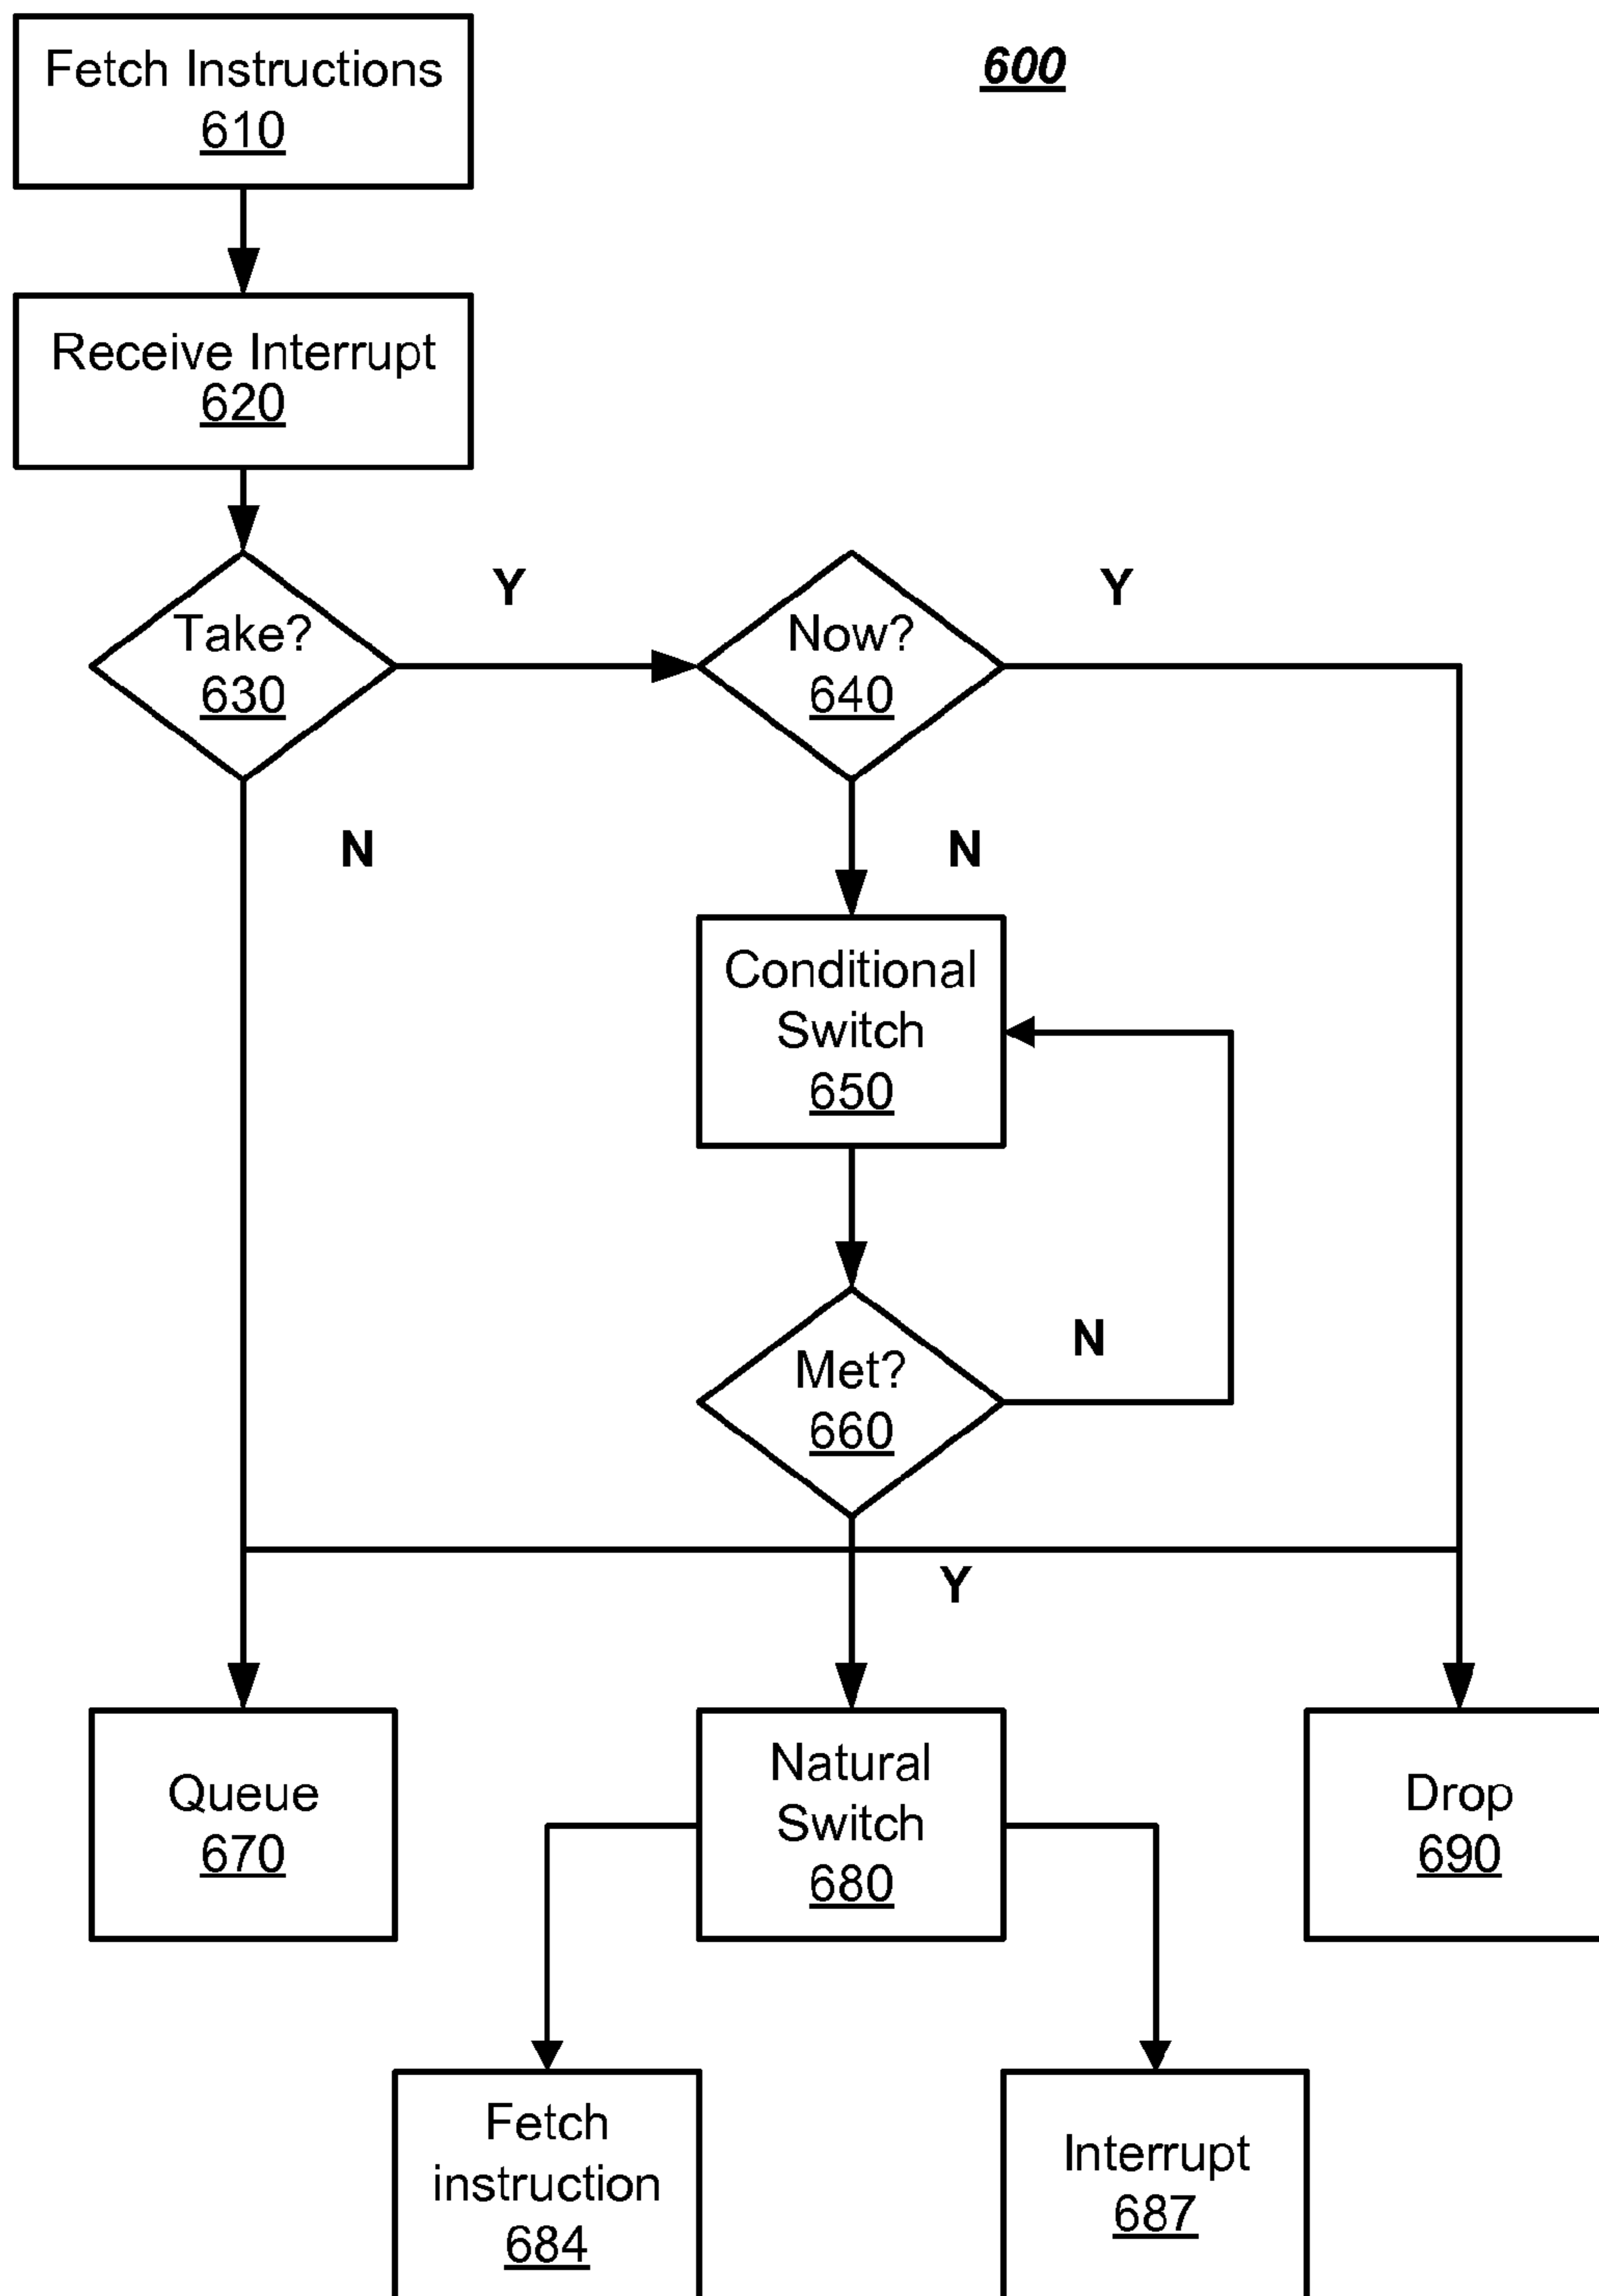 Fetch Instructions
610
600
Receive Interrupt
620
Y
Y
Take?
630
Now?
640
N
N
Conditional
Switch
650
N
Met?
660
Y
Queue
670
Natural
Switch
680
Drop
690
Fetch
instruction
684
Interrupt
687